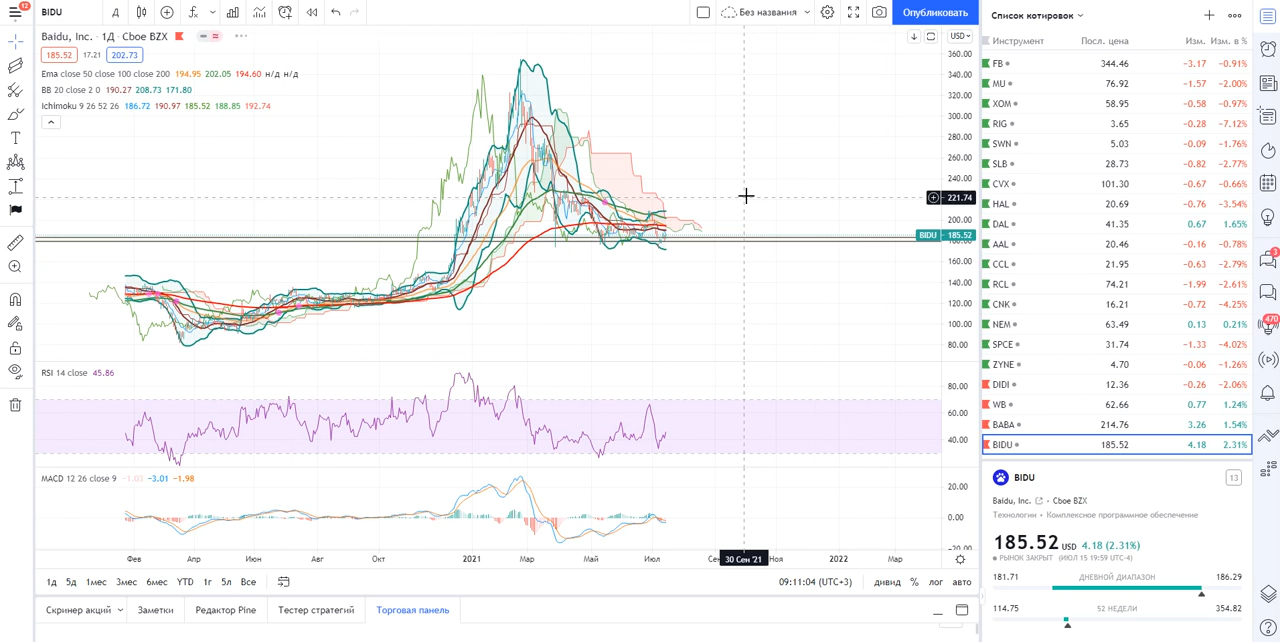 12
BIDU
Д
Без названия
Опубликовать
Baidu, Inc. · 1Д · Cboe BZX
185.52 17.21 202.73
Ema close 50 close 100 close 200 194.95 202.05 194.60 н/д н/д
BB 20 close 2 0 190.27 208.73 171.80
Ichimoku 9 26 52 26 186.72 190.97 185.52 188.85 192.74
USD
360.00
340.00
320.00
300.00
280.00
260.00
240.00
221.74
200.00
BIDU 185.52
180.00
160.00
140.00
120.00
100.00
80.00
RSI 14 close 45.86
80.00
60.00
40.00
MACD 12 26 close 9 -1.03 -3.01 -1.98
20.00
0.00
-20.00
Фев Апр Июн Авг Окт 2021 Мар Май Июл Сен 30 Сен '21 Ноя 2022 Мар
1д 5д 1мес 3мес 6мес YTD 1г 5л Все
09:11:04 (UTC+3) дивид % лог авто
Скринер акций Заметки Редактор Pine Тестер стратегий Торговая панель
Список котировок
Инструмент Посл. цена Изм. Изм. в %
FB 344.46 −3.17 −0.91%
MU 76.92 −1.57 −2.00%
XOM 58.95 −0.58 −0.97%
RIG 3.65 −0.28 −7.12%
SWN 5.03 −0.09 −1.76%
SLB 28.73 −0.82 −2.77%
CVX 101.30 −0.67 −0.66%
HAL 20.69 −0.76 −3.54%
DAL 41.35 0.67 1.65%
AAL 20.46 −0.16 −0.78%
CCL 21.95 −0.63 −2.79%
RCL 74.21 −1.99 −2.61%
CNK 16.21 −0.72 −4.25%
NEM 63.49 0.13 0.21%
SPCE 31.74 −1.33 −4.02%
ZYNE 4.70 −0.06 −1.26%
DIDI 12.36 −0.26 −2.06%
WB 62.66 0.77 1.24%
BABA 214.76 3.26 1.54%
BIDU 185.52 4.18 2.31%
BIDU 13
Baidu, Inc. • Cboe BZX
Технологии • Комплексное программное обеспечение
185.52 USD 4.18 (2.31%)
РЫНОК ЗАКРЫТ (ИЮЛ 15 19:59 UTC-4)
181.71 ДНЕВНОЙ ДИАПАЗОН 186.29
114.75 52 НЕДЕЛИ 354.82
3
470